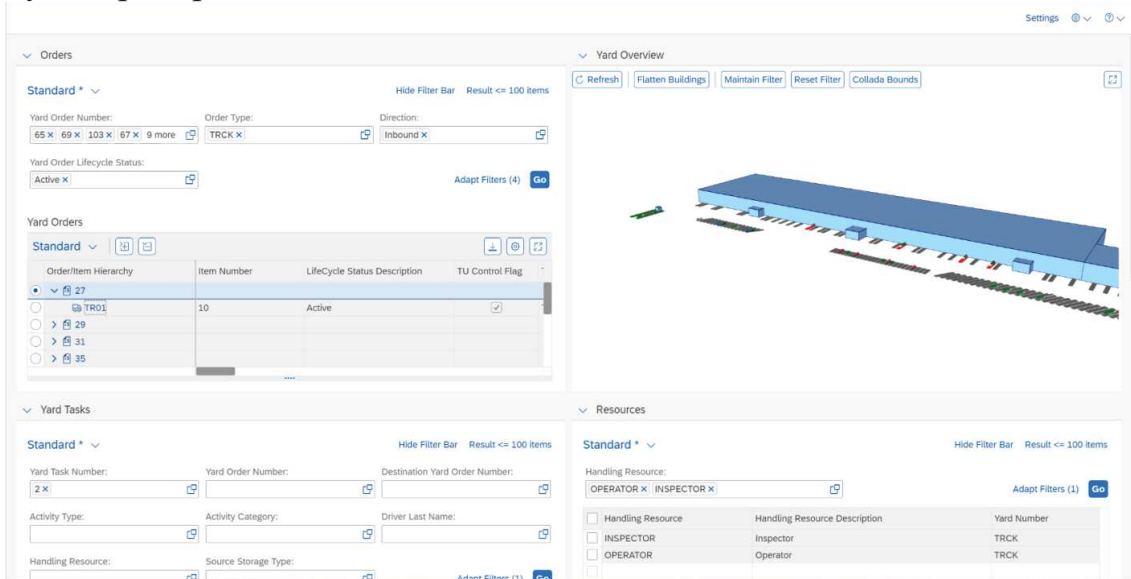 Settings
Orders
Standard *
Hide Filter Bar Result <= 100 items
Yard Order Number: Order Type: Direction:
65 × 69 × 103 × 67 × 9 more TRCK × Inbound ×
Yard Order Lifecycle Status:
Active ×
Adapt Filters (4) Go
Yard Orders
Standard
Order/Item Hierarchy Item Number LifeCycle Status Description TU Control Flag
27
TR01 10 Active
29
31
35
Yard Overview
Refresh Flatten Buildings Maintain Filter Reset Filter Collada Bounds
Yard Tasks
Standard *
Hide Filter Bar Result <= 100 items
Yard Task Number: Yard Order Number: Destination Yard Order Number:
2 ×
Activity Type: Activity Category: Driver Last Name:
Handling Resource: Source Storage Type:
Adapt Filters (1) Go
Resources
Standard *
Hide Filter Bar Result <= 100 items
Handling Resource:
OPERATOR × INSPECTOR ×
Adapt Filters (1) Go
Handling Resource Handling Resource Description Yard Number
INSPECTOR Inspector TRCK
OPERATOR Operator TRCK